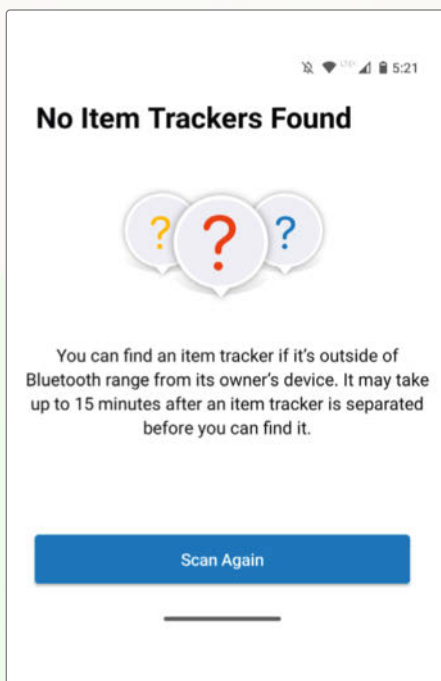 5:21
No Item Trackers Found
? ? ?
You can find an item tracker if it's outside of
Bluetooth range from its owner's device. It may take
up to 15 minutes after an item tracker is separated
before you can find it.
Scan Again